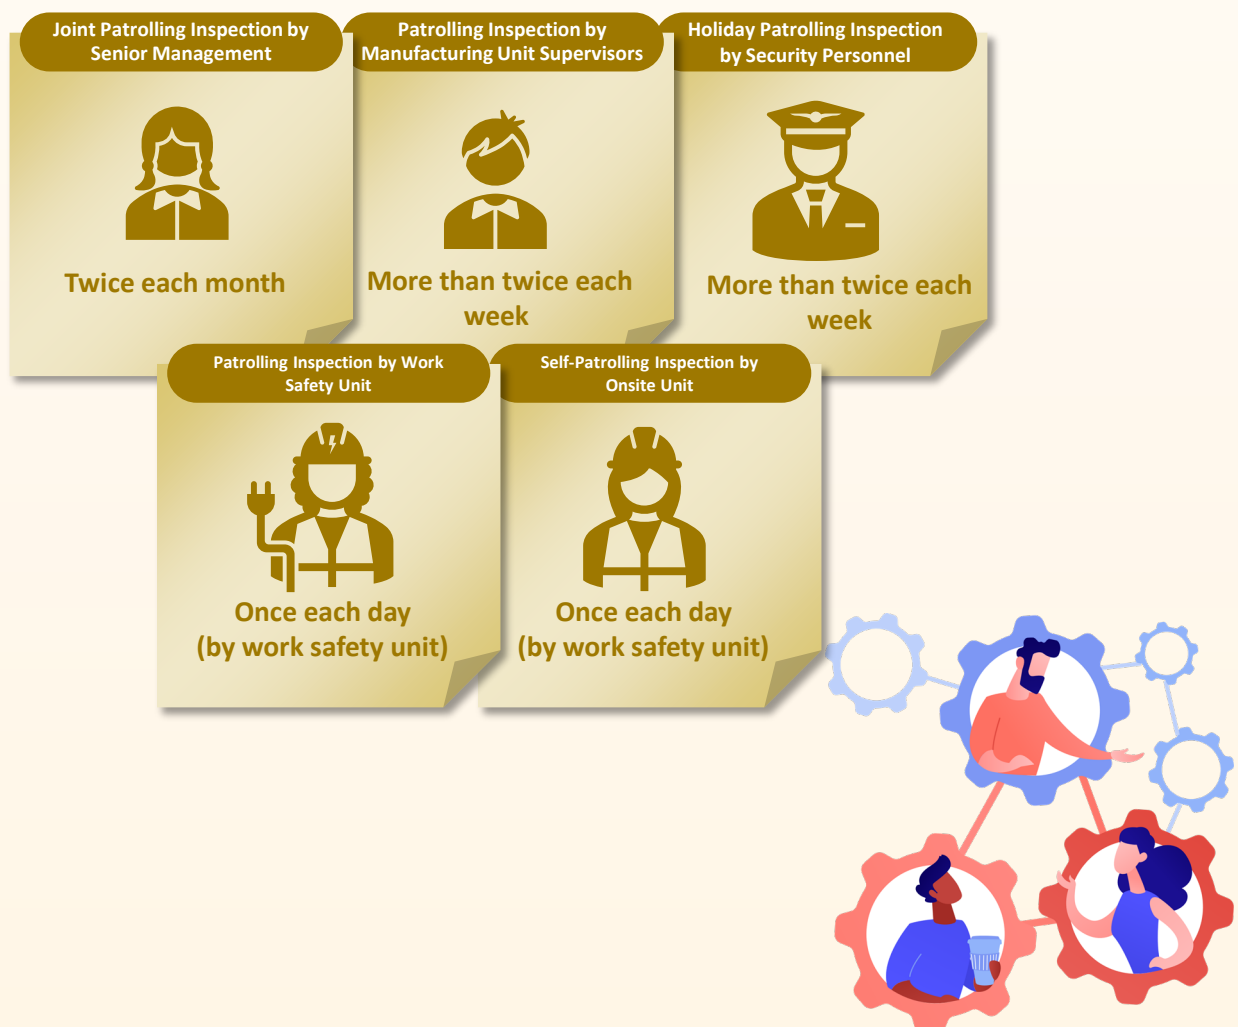 Joint Patrolling Inspection by
Senior Management
Twice each month
Patrolling Inspection by
Manufacturing Unit Supervisors
More than twice each
week
Holiday Patrolling Inspection
by Security Personnel
More than twice each
week
Patrolling Inspection by Work
Safety Unit
Once each day
(by work safety unit)
Self-Patrolling Inspection by
Onsite Unit
Once each day
(by work safety unit)